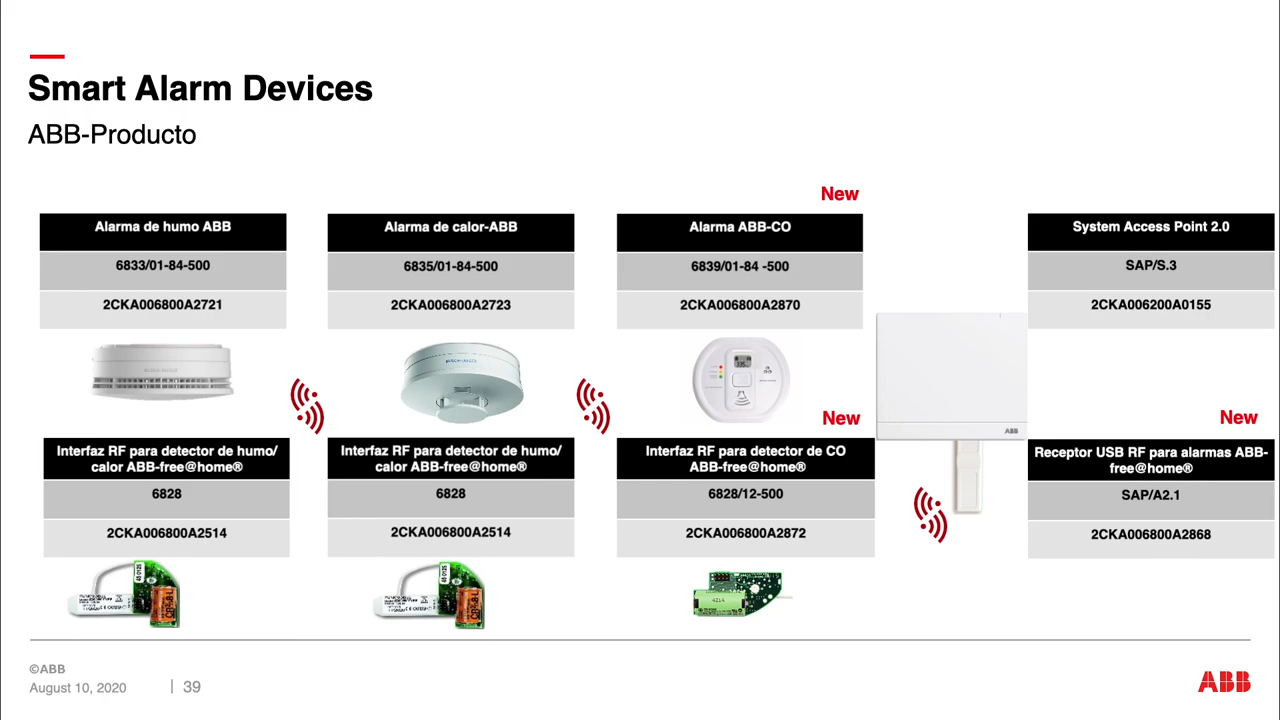 Smart Alarm Devices
ABB-Producto
New
Alarma de humo ABB
6833/01-84-500
2CKA006800A2721
Alarma de calor-ABB
6835/01-84-500
2CKA006800A2723
Alarma ABB-CO
6839/01-84 -500
2CKA006800A2870
System Access Point 2.0
SAP/S.3
2CKA006200A0155
ABB
New
New
Interfaz RF para detector de humo/
calor ABB-free@home®
6828
2CKA006800A2514
Interfaz RF para detector de humo/
calor ABB-free@home®
6828
2CKA006800A2514
Interfaz RF para detector de CO
ABB-free@home®
6828/12-500
2CKA006800A2872
Receptor USB RF para alarmas ABB-
free@home®
SAP/A2.1
2CKA006800A2868
©ABB
August 10, 2020
39
ABB